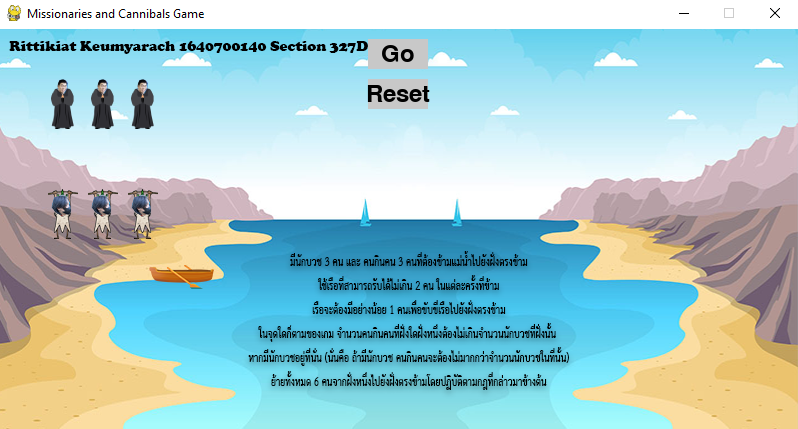 Missionaries and Cannibals Game
Rittikiat Keumyarach 1640700140 Section 327D
Go
Reset
มีนักบวช 3 คน และ คนกินคน 3 คนที่ต้องข้ามแม่น้ำไปยังฝั่งตรงข้าม
ใช้เรือที่สามารถรับได้ไม่เกิน 2 คน ในแต่ละครั้งที่ข้าม
เรือจะต้องมีอย่างน้อย 1 คนเพื่อขับขี่เรือไปยังฝั่งตรงข้าม
ในจุดใดก็ตามของเกม จำนวนคนกินคนที่ฝั่งใดฝั่งหนึ่งต้องไม่เกินจำนวนนักบวชที่ฝั่งนั้น
หากมีนักบวชอยู่ที่นั่น (นั่นคือ ถ้ามีนักบวช คนกินคนจะต้องไม่มากกว่าจำนวนนักบวชในที่นั้น)
ย้ายทั้งหมด 6 คนจากฝั่งหนึ่งไปยังฝั่งตรงข้ามโดยปฏิบัติตามกฎที่กล่าวมาข้างต้น